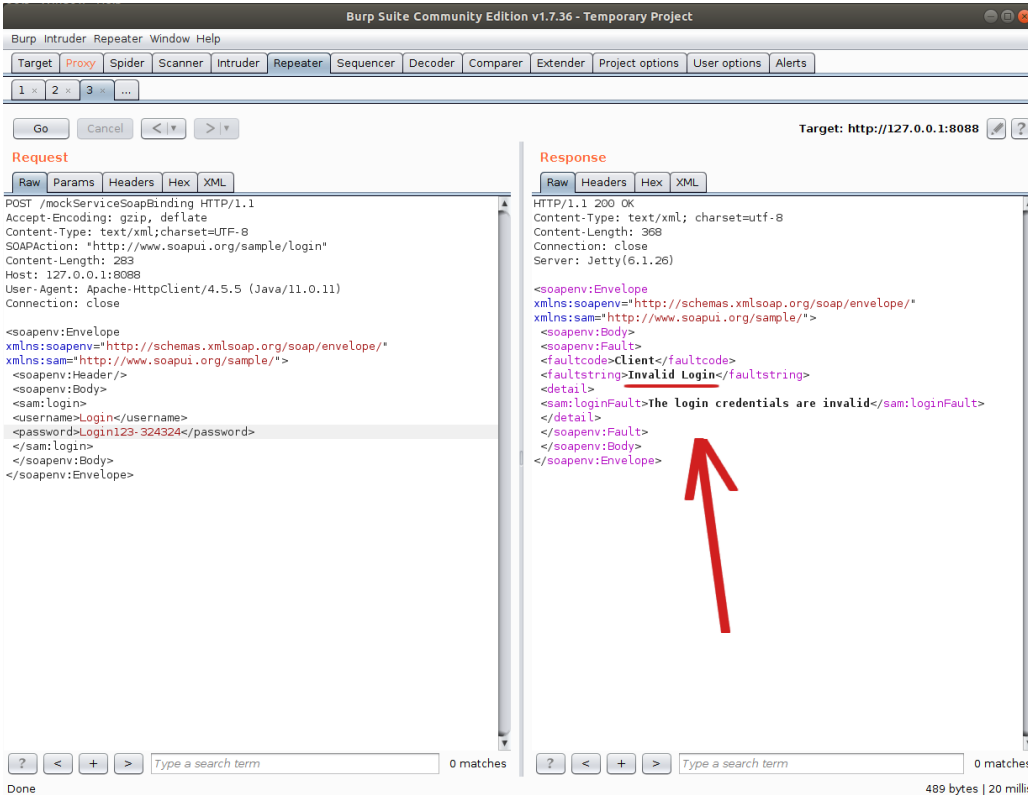 Burp Suite Community Edition v1.7.36 - Temporary Project
Burp Intruder Repeater Window Help
Target Proxy Spider Scanner Intruder Repeater Sequencer Decoder Comparer Extender Project options User options Alerts
1 × 2 × 3 × ...
Go Cancel < | ▼ > | ▼ Target: http://127.0.0.1:8088 ?
Request
Raw Params Headers Hex XML
POST /mockServiceSoapBinding HTTP/1.1
Accept-Encoding: gzip, deflate
Content-Type: text/xml;charset=UTF-8
SOAPAction: "http://www.soapui.org/sample/login"
Content-Length: 283
Host: 127.0.0.1:8088
User-Agent: Apache-HttpClient/4.5.5 (Java/11.0.11)
Connection: close
<soapenv:Envelope
xmlns:soapenv="http://schemas.xmlsoap.org/soap/envelope/"
xmlns:sam="http://www.soapui.org/sample/">
<soapenv:Header/>
<soapenv:Body>
<sam:login>
<username>Login</username>
<password>Login123-324324</password>
</sam:login>
</soapenv:Body>
</soapenv:Envelope>
? < + > Type a search term 0 matches
Response
Raw Headers Hex XML
HTTP/1.1 200 OK
Content-Type: text/xml; charset=utf-8
Content-Length: 368
Connection: close
Server: Jetty(6.1.26)
<soapenv:Envelope
xmlns:soapenv="http://schemas.xmlsoap.org/soap/envelope/"
xmlns:sam="http://www.soapui.org/sample/">
<soapenv:Body>
<soapenv:Fault>
<faultcode>Client</faultcode>
<faultstring>Invalid Login</faultstring>
<detail>
<sam:loginFault>The login credentials are invalid</sam:loginFault>
</detail>
</soapenv:Fault>
</soapenv:Body>
</soapenv:Envelope>
? < + > Type a search term 0 matches
Done 489 bytes | 20 millis